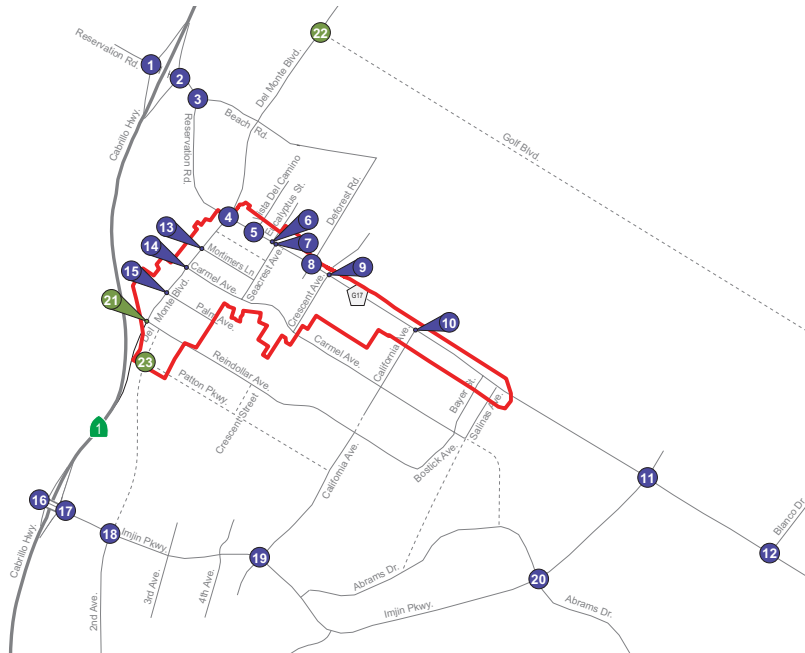 22
Reservation Rd.
1
2
3
Del Monte Blvd.
Cabrillo Hwy.
Reservation Rd.
Beach Rd.
Golf Blvd.
Vista Del Camino
Eucalyptus St.
Deforest Rd.
4
5
6
7
8
9
13
14
15
21
23
Mortimers Ln
Carmel Ave.
Seacrest Ave.
Crescent Ave.
G17
10
Del Monte Blvd.
Palm Ave.
Carmel Ave.
California Ave.
Reindollar Ave.
Patton Pkwy.
Crescent Street
Bayer St.
Salinas Ave.
1
California Ave.
Bostick Ave.
11
Blanco Dr.
12
16
17
18
19
20
Cabrillo Hwy.
Imjin Pkwy.
2nd Ave.
3rd Ave.
4th Ave.
Abrams Dr.
Imjin Pkwy.
Abrams Dr.